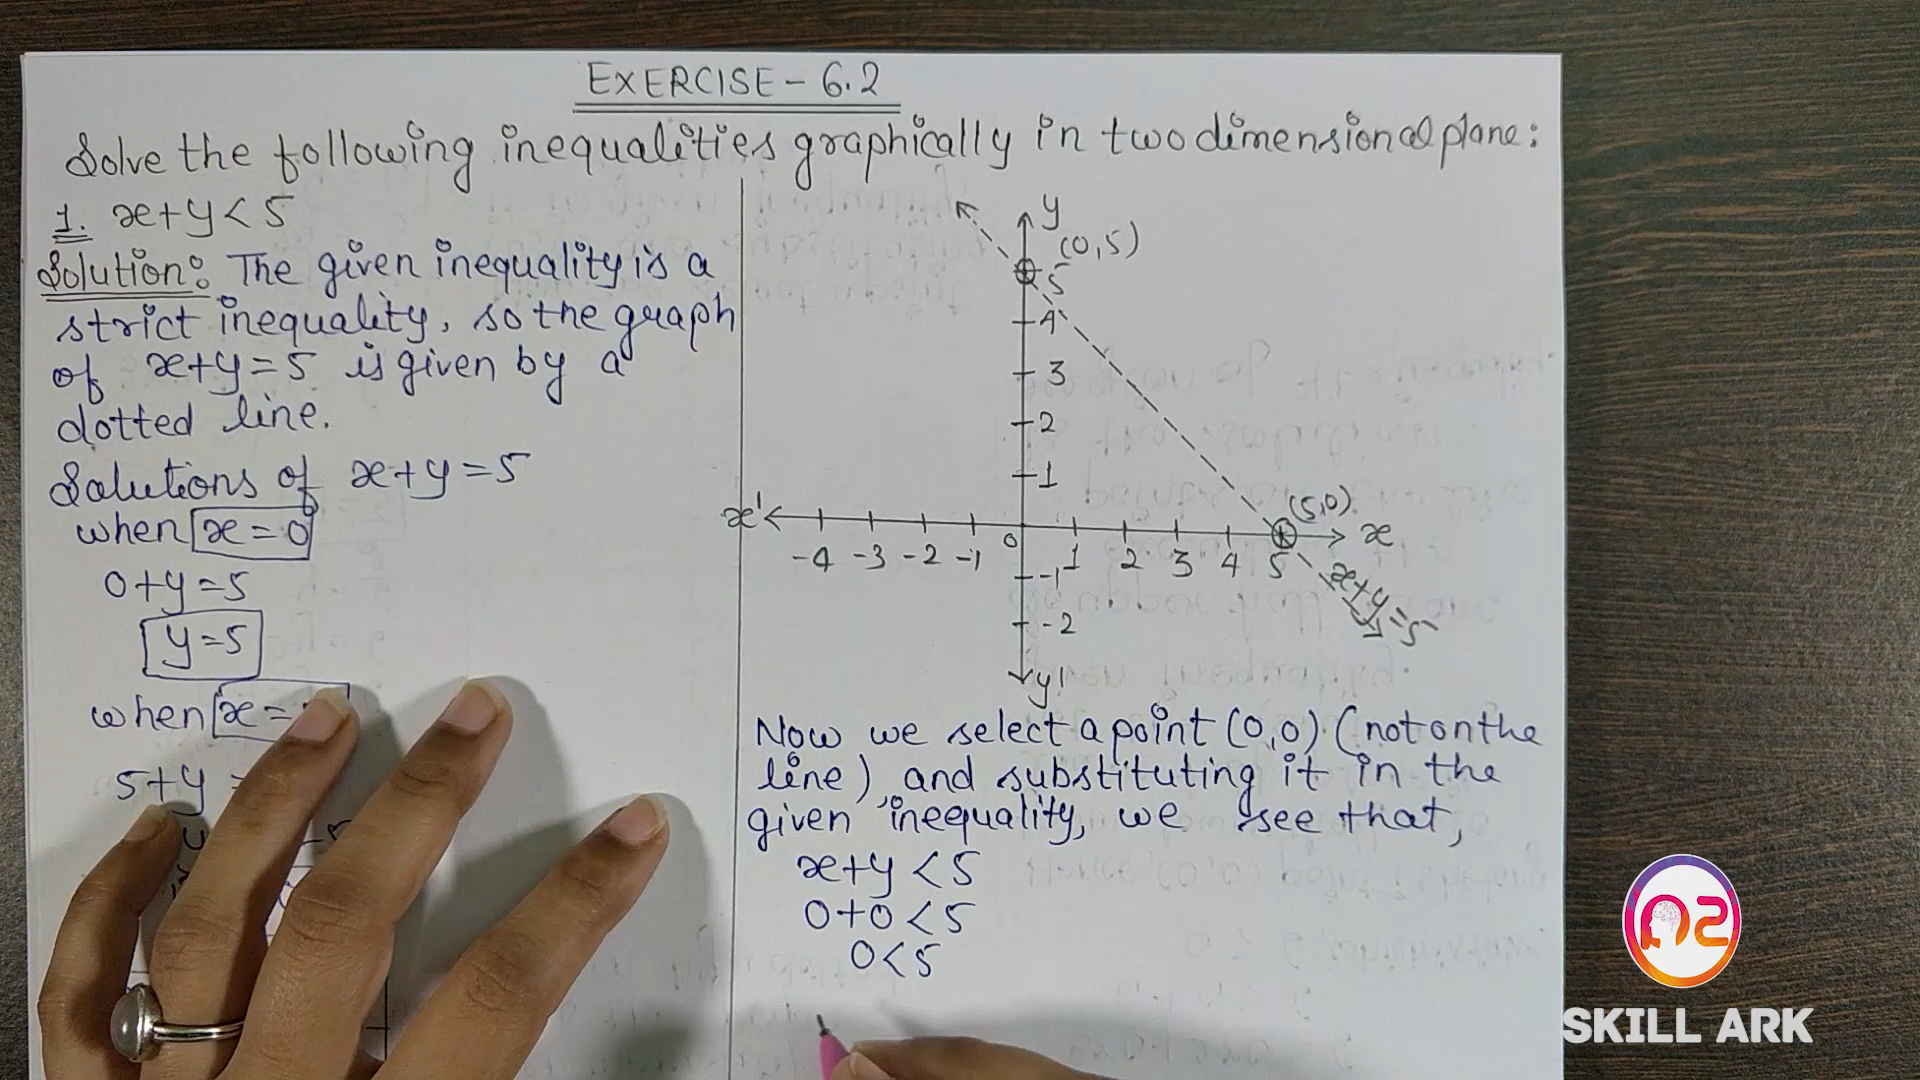 EXERCISE - 6.2
Solve the following inequalities graphically in two dimensional plane:
1. x+y<5
Solution: The given inequality is a
strict inequality, so the graph
of x+y=5 is given by a
dotted line.
Solutions of x+y=5
when x=0
0+y=5
y=5
when x=
5+y =
y
(0,5)
5
4
3
2
1
(5,0)
x' -4 -3 -2 -1 0 1 2 3 4 5 x
-1
-2
x+y=5
y'
Now we select a point (0,0) (not on the
line) and substituting it in the
given inequality, we see that,
x+y<5
0+0<5
0<5
SKILL ARK